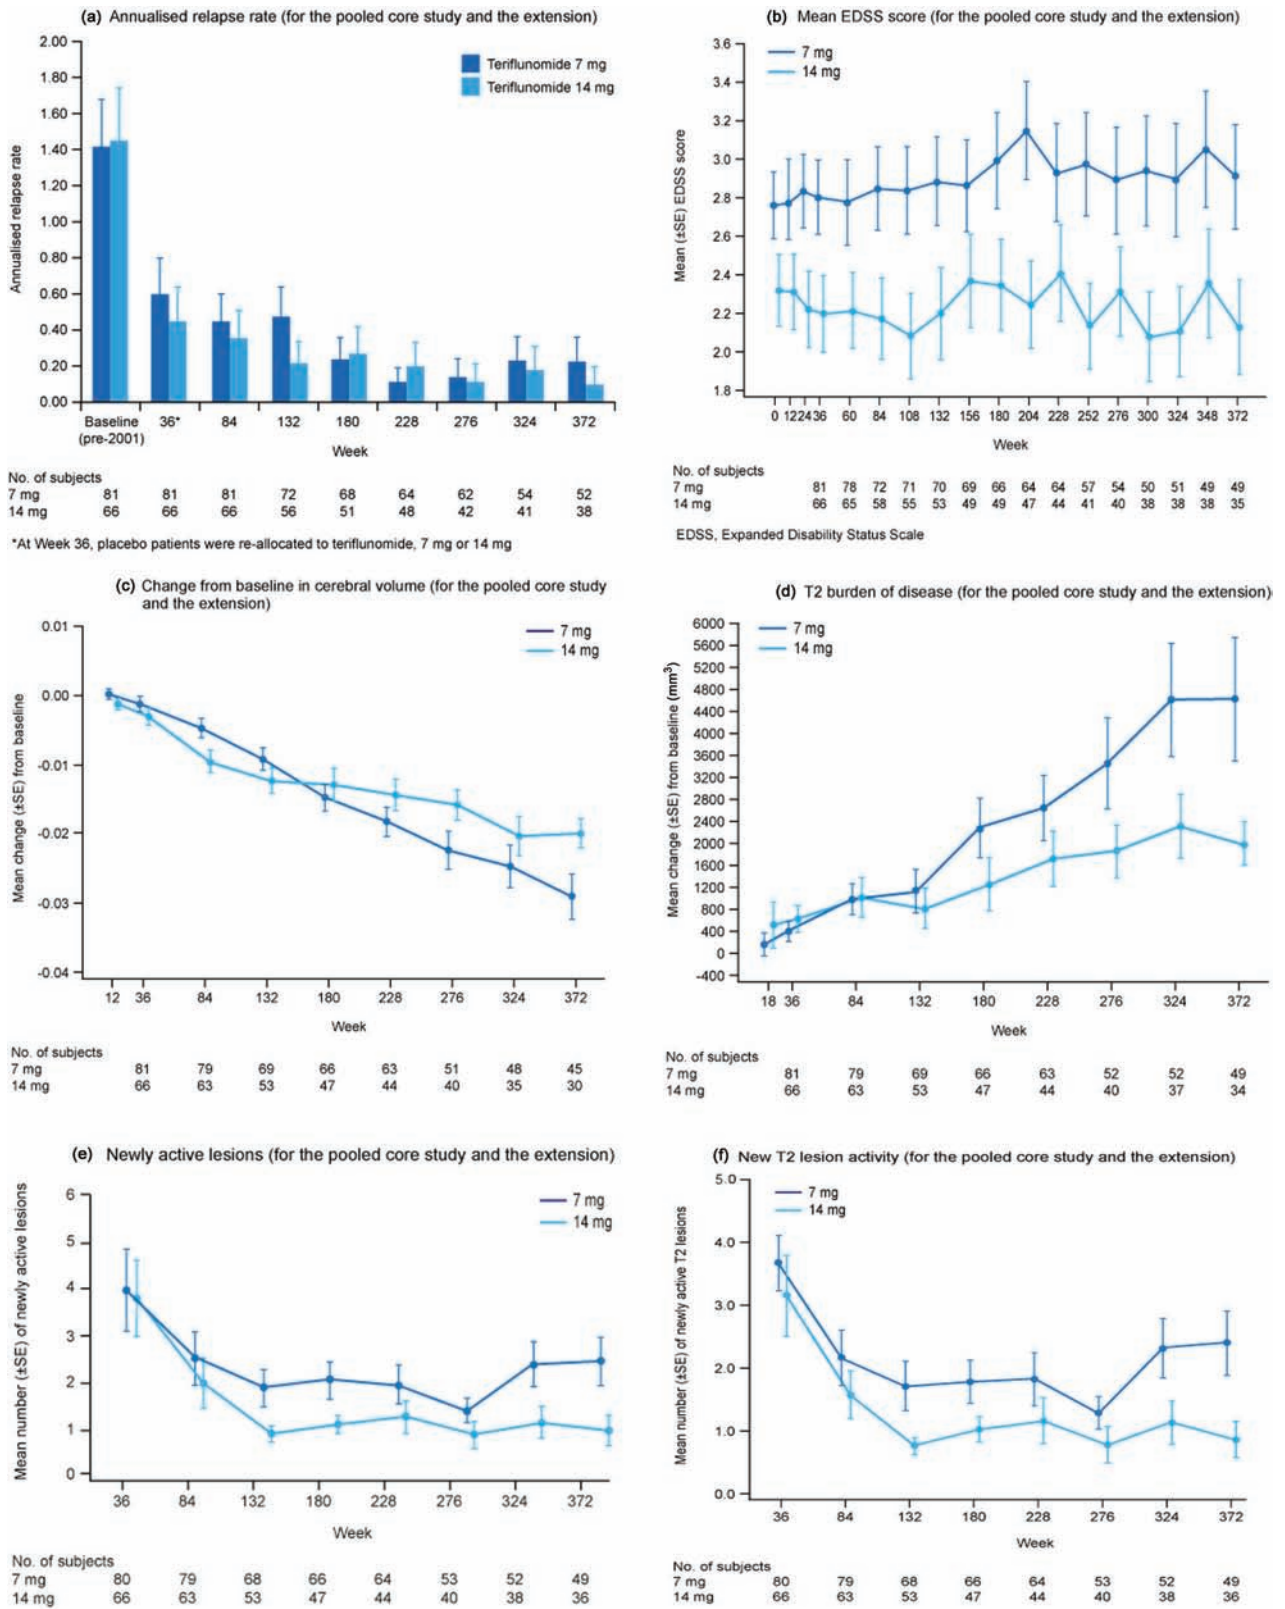 (a) Annualised relapse rate (for the pooled core study and the extension)
2.00
1.80
1.60
1.40
1.20
1.00
0.80
0.60
0.40
0.20
0.00
Annualised relapse rate
Teriflunomide 7 mg
Teriflunomide 14 mg
Baseline 36* 84 132 180 228 276 324 372
(pre-2001)
Week
No. of subjects
7 mg 81 81 81 72 68 64 62 54 52
14 mg 66 66 66 56 51 48 42 41 38
*At Week 36, placebo patients were re-allocated to teriflunomide, 7 mg or 14 mg
(b) Mean EDSS score (for the pooled core study and the extension)
3.6
3.4
3.2
3.0
2.8
2.6
2.4
2.2
2.0
1.8
Mean (±SE) EDSS score
7 mg
14 mg
0 12 24 36 60 84 108 132 156 180 204 228 252 276 300 324 348 372
Week
No. of subjects
7 mg 81 78 72 71 70 69 66 64 64 57 54 50 51 49 49
14 mg 66 65 58 55 53 49 49 47 44 41 40 38 38 38 35
EDSS, Expanded Disability Status Scale
(c) Change from baseline in cerebral volume (for the pooled core study
and the extension)
0.01
0.00
-0.01
-0.02
-0.03
-0.04
Mean change (±SE) from baseline
7 mg
14 mg
12 36 84 132 180 228 276 324 372
Week
No. of subjects
7 mg 81 79 69 66 63 51 48 45
14 mg 66 63 53 47 44 40 35 30
(d) T2 burden of disease (for the pooled core study and the extension)
6000
5600
5200
4800
4400
4000
3600
3200
2800
2400
2000
1600
1200
800
400
0
-400
Mean change (±SE) from baseline (mm³)
7 mg
14 mg
18 36 84 132 180 228 276 324 372
Week
No. of subjects
7 mg 81 79 69 66 63 52 52 49
14 mg 66 63 53 47 44 40 37 34
(e) Newly active lesions (for the pooled core study and the extension)
6
5
4
3
2
1
0
Mean number (±SE) of newly active lesions
7 mg
14 mg
36 84 132 180 228 276 324 372
Week
No. of subjects
7 mg 80 79 68 66 64 53 52 49
14 mg 66 63 53 47 44 40 38 36
(f) New T2 lesion activity (for the pooled core study and the extension)
5.0
4.0
3.0
2.0
1.0
0.0
Mean number (±SE) of newly active T2 lesions
7 mg
14 mg
36 84 132 180 228 276 324 372
Week
No. of subjects
7 mg 80 79 68 66 64 53 52 49
14 mg 66 63 53 47 44 40 38 36